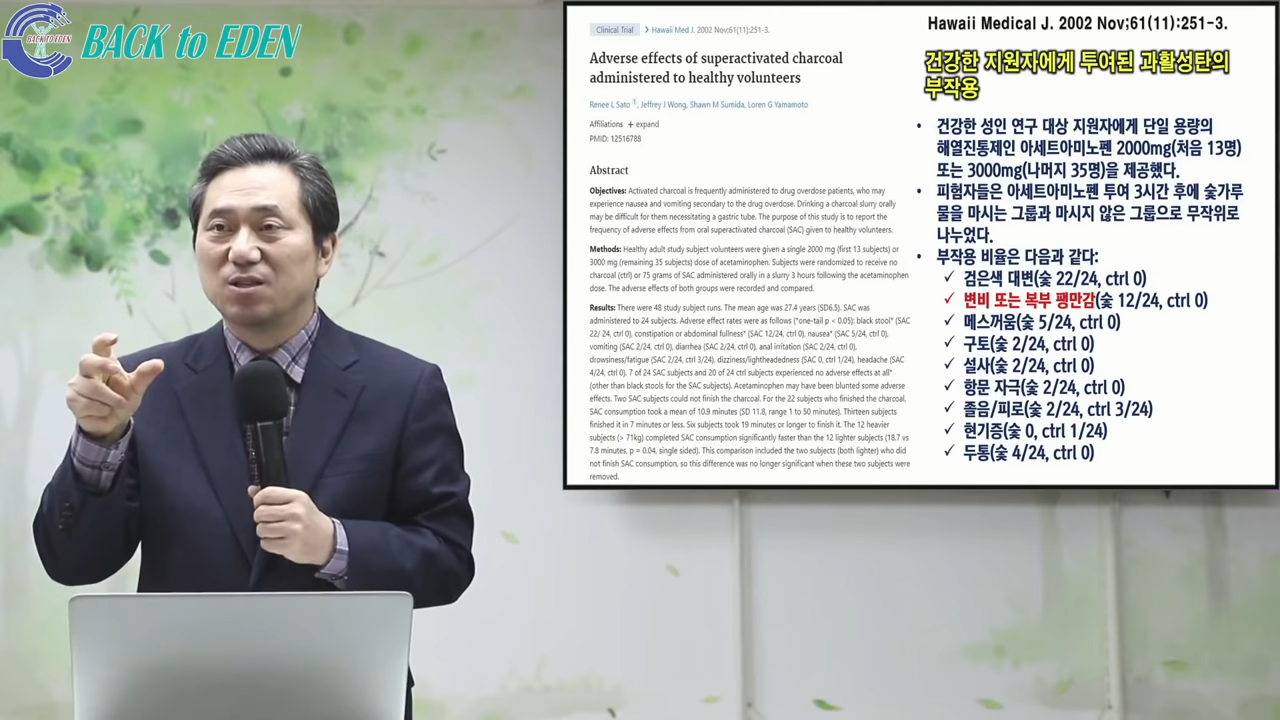 BACK to EDEN
BACK TO EDEN
Clinical Trial > Hawaii Med J. 2002 Nov;61(11):251-3.
Adverse effects of superactivated charcoal
administered to healthy volunteers
Renee L Sato 1, Jeffrey J Wong, Shawn M Sumida, Loren G Yamamoto
Affiliations + expand
PMID: 12516788
Abstract
Objectives: Activated charcoal is frequently administered to drug overdose patients, who may
experience nausea and vomiting secondary to the drug overdose. Drinking a charcoal slurry orally
may be difficult for them necessitating a gastric tube. The purpose of this study is to report the
frequency of adverse effects from oral superactivated charcoal (SAC) given to healthy volunteers.
Methods: Healthy adult study subject volunteers were given a single 2000 mg (first 13 subjects) or
3000 mg (remaining 35 subjects) dose of acetaminophen. Subjects were randomized to receive no
charcoal (ctrl) or 75 grams of SAC administered orally in a slurry 3 hours following the acetaminophen
dose. The adverse effects of both groups were recorded and compared.
Results: There were 48 study subject runs. The mean age was 27.4 years (SD6.5). SAC was
administered to 24 subjects. Adverse effect rates were as follows (*one-tail p < 0.05): black stool* (SAC
22/ 24, ctrl 0), constipation or abdominal fullness* (SAC 12/24, ctrl 0), nausea* (SAC 5/24, ctrl 0),
vomiting (SAC 2/24, ctrl 0), diarrhea (SAC 2/24, ctrl 0), anal irritation (SAC 2/24, ctrl 0),
drowsiness/fatigue (SAC 2/24, ctrl 3/24), dizziness/lightheadedness (SAC 0, ctrl 1/24), headache (SAC
4/24, ctrl 0). 7 of 24 SAC subjects and 20 of 24 ctrl subjects experienced no adverse effects at all*
(other than black stools for the SAC subjects). Acetaminophen may have been blunted some adverse
effects. Two SAC subjects could not finish the charcoal. For the 22 subjects who finished the charcoal,
SAC consumption took a mean of 10.9 minutes (SD 11.8, range 1 to 50 minutes). Thirteen subjects
finished it in 7 minutes or less. Six subjects took 19 minutes or longer to finish it. The 12 heavier
subjects (> 71kg) completed SAC consumption significantly faster than the 12 lighter subjects (18.7 vs
7.8 minutes, p = 0.04, single sided). This comparison included the two subjects (both lighter) who did
not finish SAC consumption, so this difference was no longer significant when these two subjects were
removed.
Hawaii Medical J. 2002 Nov;61(11):251-3.
건강한 지원자에게 투여된 과활성탄의
부작용
• 건강한 성인 연구 대상 지원자에게 단일 용량의
해열진통제인 아세트아미노펜 2000mg(처음 13명)
또는 3000mg(나머지 35명)을 제공했다.
• 피험자들은 아세트아미노펜 투여 3시간 후에 숯가루
물을 마시는 그룹과 마시지 않은 그룹으로 무작위로
나누었다.
• 부작용 비율은 다음과 같다:
✓ 검은색 대변(숯 22/24, ctrl 0)
✓ 변비 또는 복부 팽만감(숯 12/24, ctrl 0)
✓ 메스꺼움(숯 5/24, ctrl 0)
✓ 구토(숯 2/24, ctrl 0)
✓ 설사(숯 2/24, ctrl 0)
✓ 항문 자극(숯 2/24, ctrl 0)
✓ 졸음/피로(숯 2/24, ctrl 3/24)
✓ 현기증(숯 0, ctrl 1/24)
✓ 두통(숯 4/24, ctrl 0)